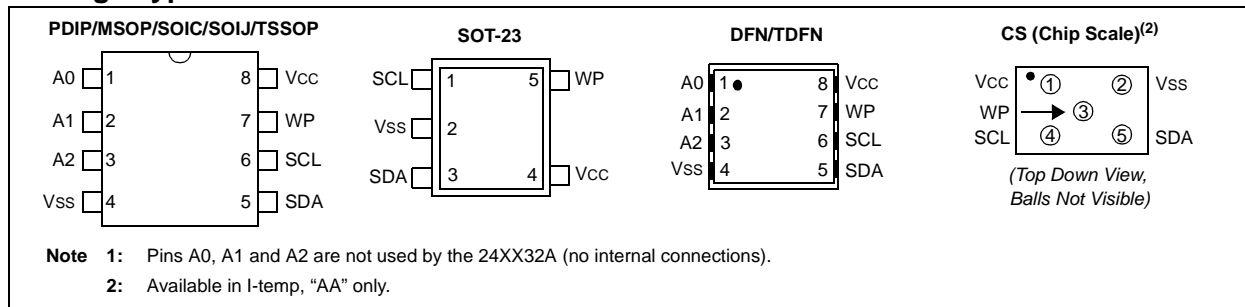 PDIP/MSOP/SOIC/SOIJ/TSSOP
A0 1 8 VCC
A1 2 7 WP
A2 3 6 SCL
VSS 4 5 SDA
SOT-23
SCL 1 5 WP
VSS 2
SDA 3 4 VCC
DFN/TDFN
A0 1 8 VCC
A1 2 7 WP
A2 3 6 SCL
VSS 4 5 SDA
CS (Chip Scale)(2)
VCC 1 2 VSS
WP 3
SCL 4 5 SDA
(Top Down View,
Balls Not Visible)
Note 1: Pins A0, A1 and A2 are not used by the 24XX32A (no internal connections).
2: Available in I-temp, “AA” only.